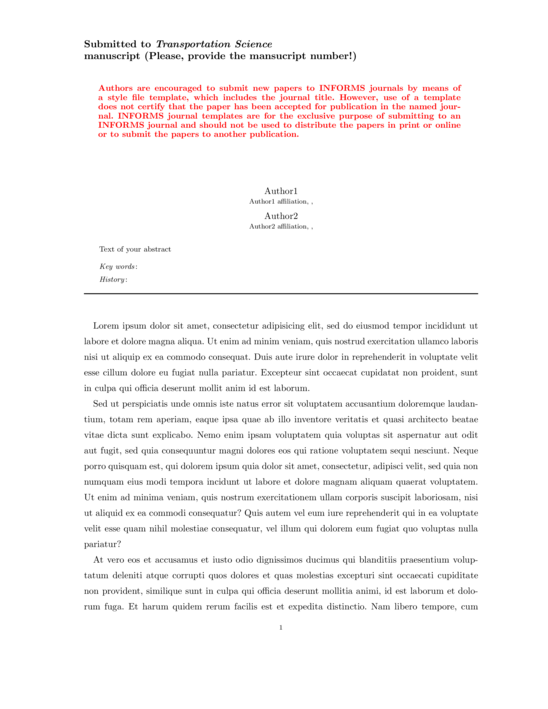 Submitted to Transportation Science
manuscript (Please, provide the mansucript number!)
Authors are encouraged to submit new papers to INFORMS journals by means of
a style file template, which includes the journal title. However, use of a template
does not certify that the paper has been accepted for publication in the named jour-
nal. INFORMS journal templates are for the exclusive purpose of submitting to an
INFORMS journal and should not be used to distribute the papers in print or online
or to submit the papers to another publication.
Author1
Author1 affiliation, ,
Author2
Author2 affiliation, ,
Text of your abstract
Key words:
History:
Lorem ipsum dolor sit amet, consectetur adipisicing elit, sed do eiusmod tempor incididunt ut
labore et dolore magna aliqua. Ut enim ad minim veniam, quis nostrud exercitation ullamco laboris
nisi ut aliquip ex ea commodo consequat. Duis aute irure dolor in reprehenderit in voluptate velit
esse cillum dolore eu fugiat nulla pariatur. Excepteur sint occaecat cupidatat non proident, sunt
in culpa qui officia deserunt mollit anim id est laborum.
Sed ut perspiciatis unde omnis iste natus error sit voluptatem accusantium doloremque laudan-
tium, totam rem aperiam, eaque ipsa quae ab illo inventore veritatis et quasi architecto beatae
vitae dicta sunt explicabo. Nemo enim ipsam voluptatem quia voluptas sit aspernatur aut odit
aut fugit, sed quia consequuntur magni dolores eos qui ratione voluptatem sequi nesciunt. Neque
porro quisquam est, qui dolorem ipsum quia dolor sit amet, consectetur, adipisci velit, sed quia non
numquam eius modi tempora incidunt ut labore et dolore magnam aliquam quaerat voluptatem.
Ut enim ad minima veniam, quis nostrum exercitationem ullam corporis suscipit laboriosam, nisi
ut aliquid ex ea commodi consequatur? Quis autem vel eum iure reprehenderit qui in ea voluptate
velit esse quam nihil molestiae consequatur, vel illum qui dolorem eum fugiat quo voluptas nulla
pariatur?
At vero eos et accusamus et iusto odio dignissimos ducimus qui blanditiis praesentium volup-
tatum deleniti atque corrupti quos dolores et quas molestias excepturi sint occaecati cupiditate
non provident, similique sunt in culpa qui officia deserunt mollitia animi, id est laborum et dolo-
rum fuga. Et harum quidem rerum facilis est et expedita distinctio. Nam libero tempore, cum
1